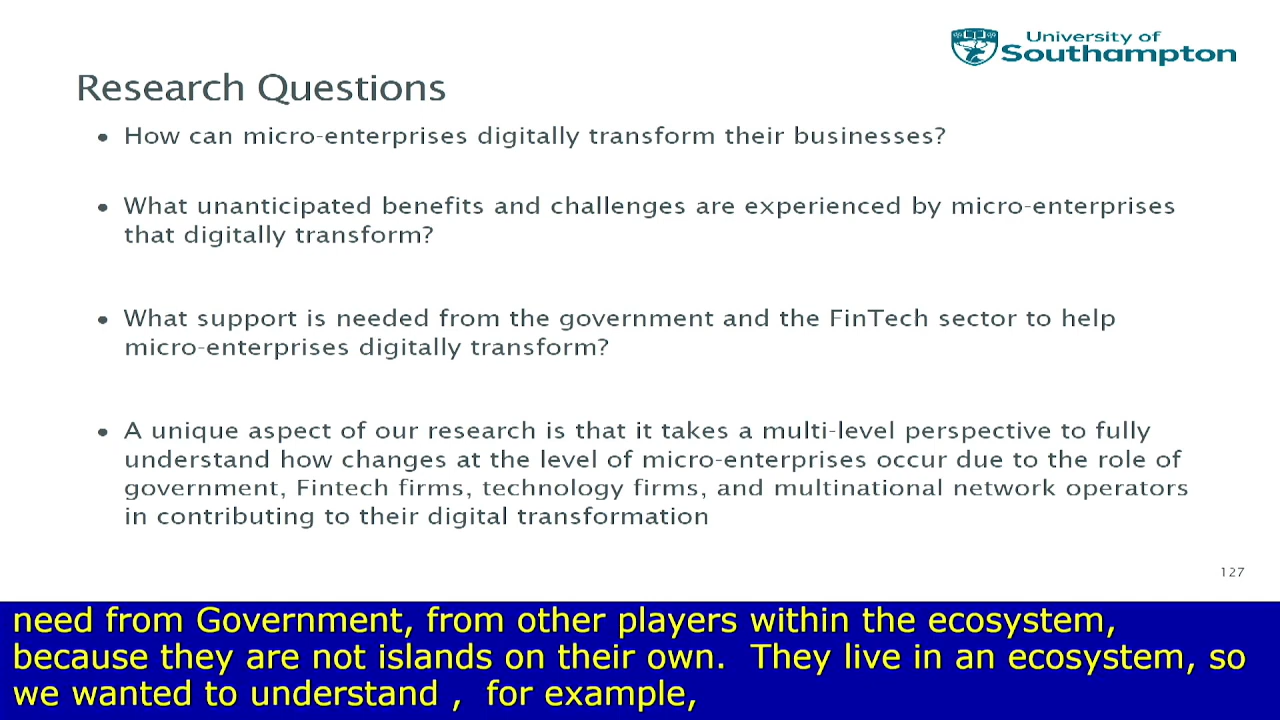 University of
Southampton
Research Questions
• How can micro-enterprises digitally transform their businesses?
• What unanticipated benefits and challenges are experienced by micro-enterprises
that digitally transform?
• What support is needed from the government and the FinTech sector to help
micro-enterprises digitally transform?
• A unique aspect of our research is that it takes a multi-level perspective to fully
understand how changes at the level of micro-enterprises occur due to the role of
government, Fintech firms, technology firms, and multinational network operators
in contributing to their digital transformation
127
need from Government, from other players within the ecosystem,
because they are not islands on their own.  They live in an ecosystem, so
we wanted to understand ,  for example,